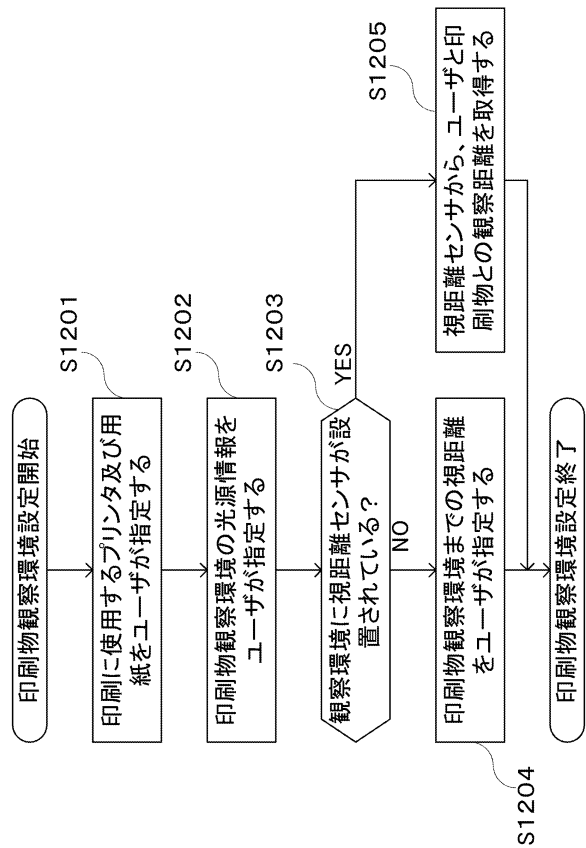 印刷物観察環境設定開始
S1201
印刷に使用するプリンタ及び用
紙をユーザが指定する
S1202
印刷物観察環境の光源情報を
ユーザが指定する
S1203
観察環境に視距離センサが設
置されている？
YES
NO
S1204
印刷物観察環境までの視距離
をユーザが指定する
S1205
視距離センサから、ユーザと印
刷物との観察距離を取得する
印刷物観察環境設定終了